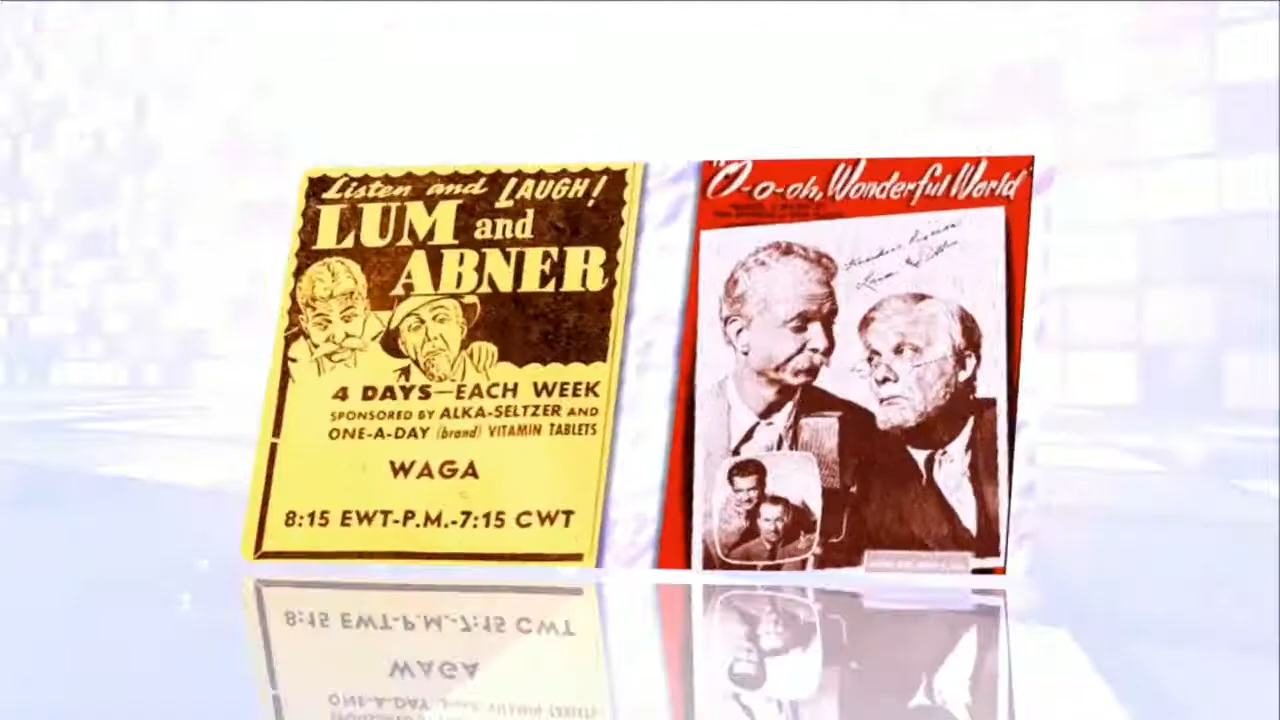 Listen and LAUGH!
LUM and
ABNER
4 DAYS—EACH WEEK
SPONSORED BY ALKA-SELTZER AND
ONE-A-DAY (brand) VITAMIN TABLETS
WAGA
8:15 EWT-P.M.-7:15 CWT
"O-o-oh, Wonderful World"